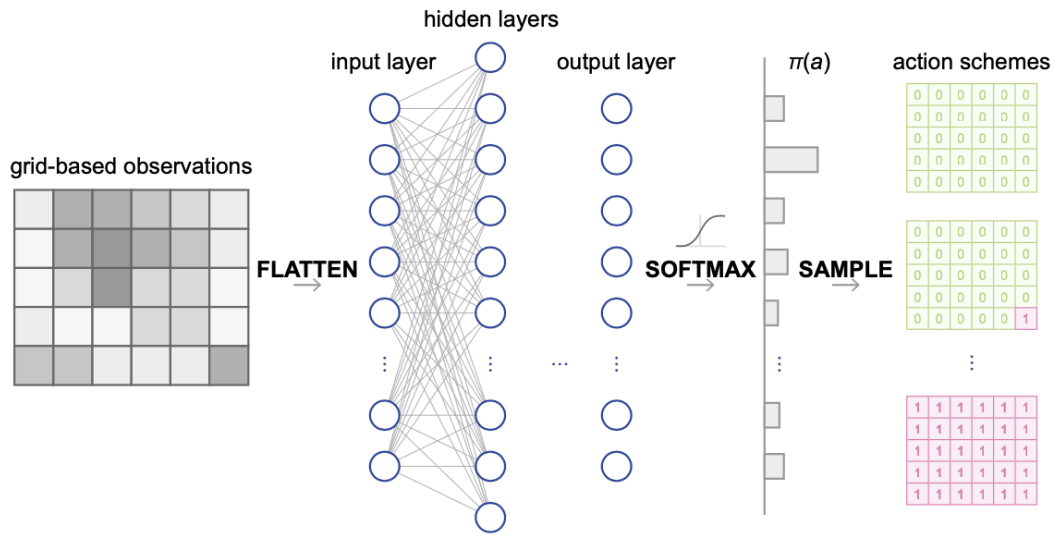 hidden layers
input layer
output layer
π(a)
action schemes
grid-based observations
FLATTEN
SOFTMAX
SAMPLE
0 0 0 0 0 0
0 0 0 0 0 0
0 0 0 0 0 0
0 0 0 0 0 0
0 0 0 0 0 0
0 0 0 0 0 0
0 0 0 0 0 0
0 0 0 0 0 0
0 0 0 0 0 0
0 0 0 0 0 1
1 1 1 1 1 1
1 1 1 1 1 1
1 1 1 1 1 1
1 1 1 1 1 1
1 1 1 1 1 1